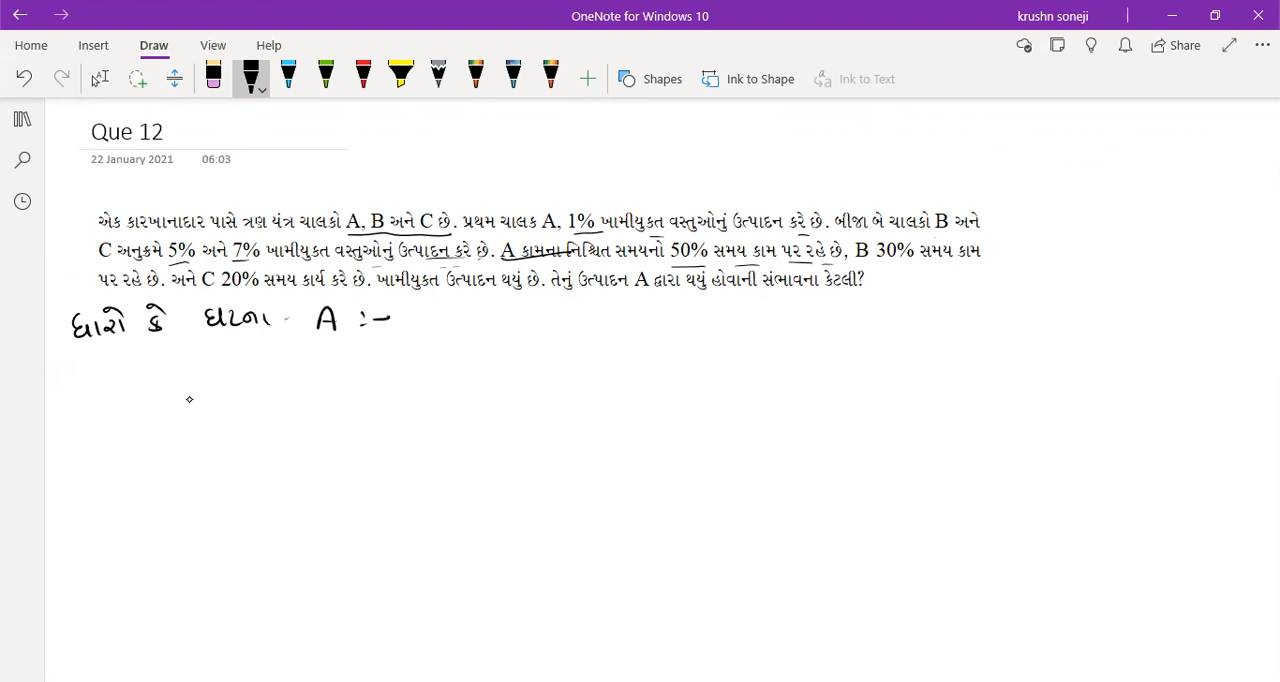 OneNote for Windows 10
krushn soneji
Home Insert Draw View Help
Share
Shapes Ink to Shape Ink to Text
Que 12
22 January 2021 06:03
એક કારખાનાદાર પાસે ત્રણ યંત્ર ચાલકો A, B અને C છે. પ્રથમ ચાલક A, 1% ખામીયુક્ત વસ્તુઓનું ઉત્પાદન કરે છે. બીજા બે ચાલકો B અને
C અનુક્રમે 5% અને 7% ખામીયુક્ત વસ્તુઓનું ઉત્પાદન કરે છે. A કામના નિશ્ચિત સમયનો 50% સમય કામ પર રહે છે, B 30% સમય કામ
પર રહે છે. અને C 20% સમય કાર્ય કરે છે. ખામીયુક્ત ઉત્પાદન થયું છે. તેનું ઉત્પાદન A દ્વારા થયું હોવાની સંભાવના કેટલી?
ધારો કે ઘટના A :-